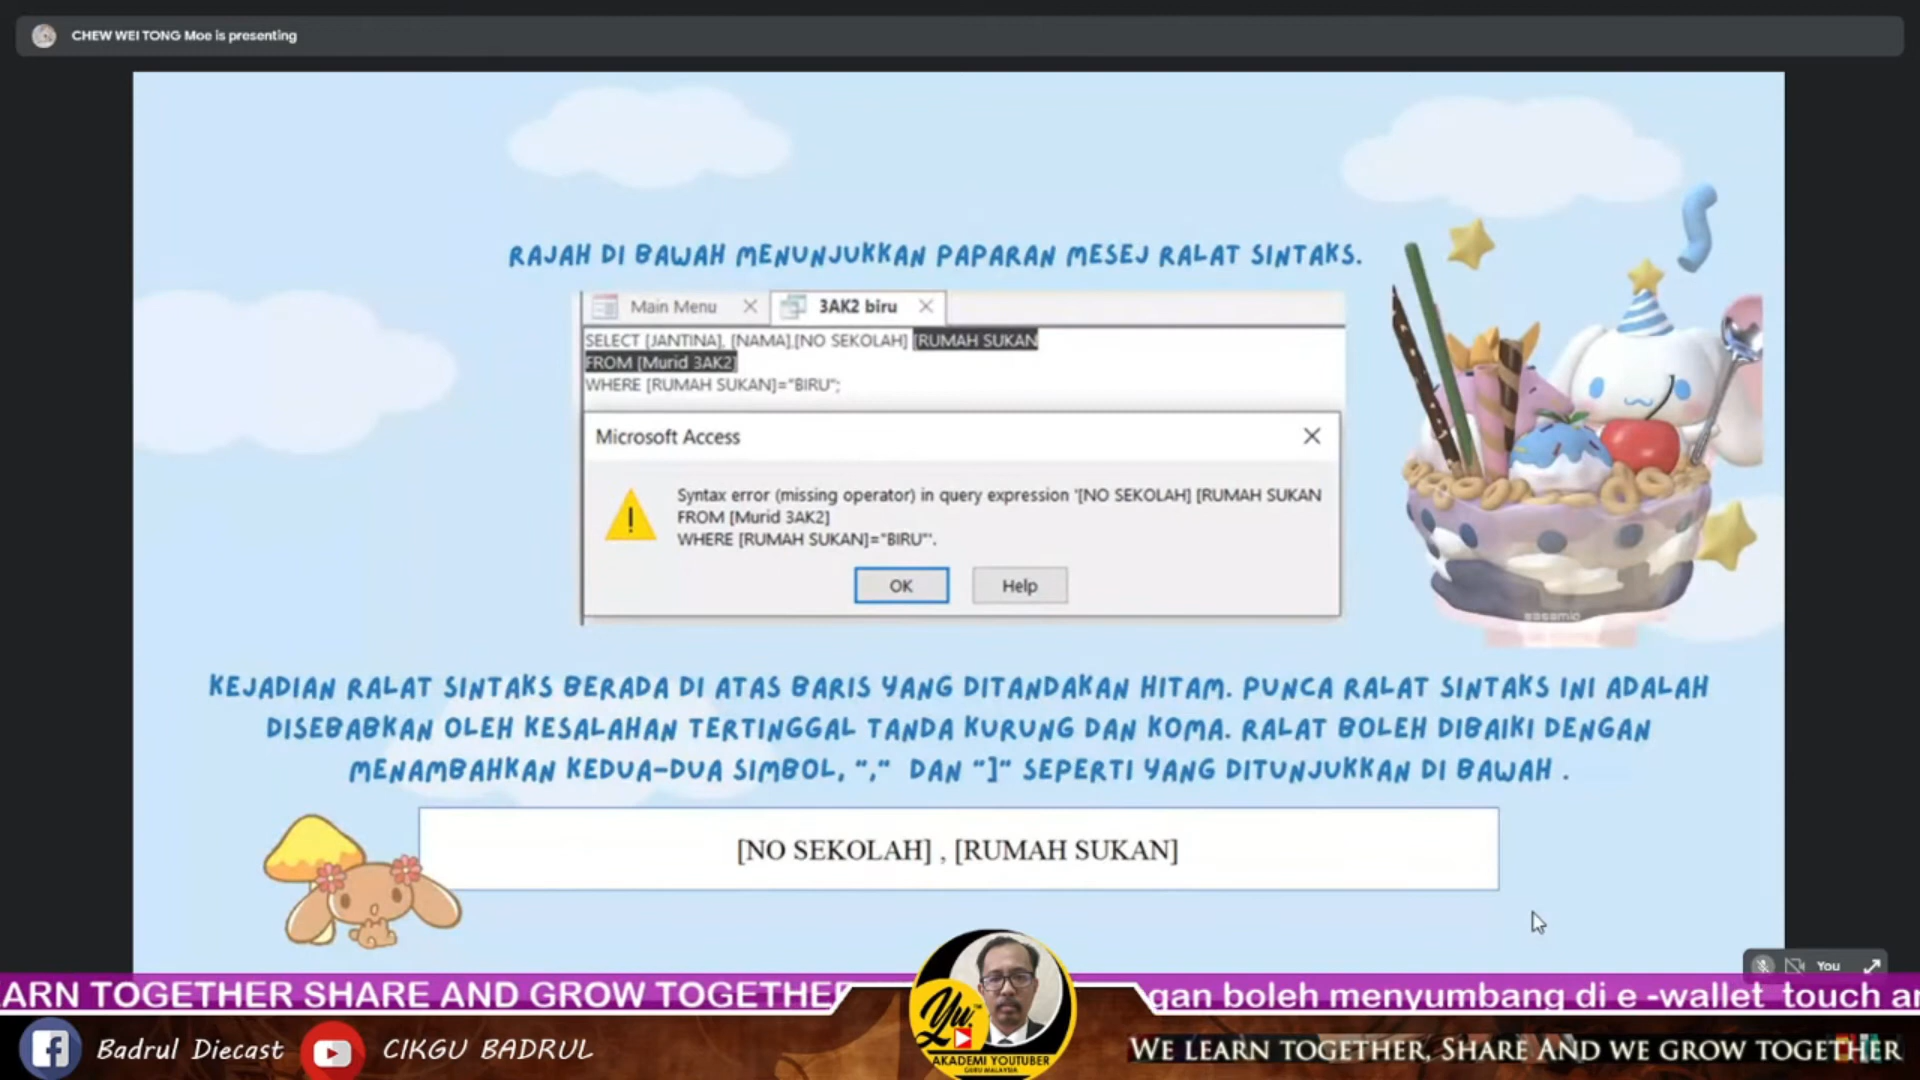 CHEW WEI TONG Moe is presenting
RAJAH DI BAWAH MENUNJUKKAN PAPARAN MESEJ RALAT SINTAKS.
Main Menu
3AK2 biru
SELECT [JANTINA], [NAMA],[NO SEKOLAH] [RUMAH SUKAN
FROM [Murid 3AK2]
WHERE [RUMAH SUKAN]="BIRU";
Microsoft Access
Syntax error (missing operator) in query expression '[NO SEKOLAH] [RUMAH SUKAN
FROM [Murid 3AK2]
WHERE [RUMAH SUKAN]="BIRU"'.
OK
Help
KEJADIAN RALAT SINTAKS BERADA DI ATAS BARIS YANG DITANDAKAN HITAM. PUNCA RALAT SINTAKS INI ADALAH
DISEBABKAN OLEH KESALAHAN TERTINGGAL TANDA KURUNG DAN KOMA. RALAT BOLEH DIBAIKI DENGAN
MENAMBAHKAN KEDUA-DUA SIMBOL, "," DAN "]" SEPERTI YANG DITUNJUKKAN DI BAWAH .
[NO SEKOLAH] , [RUMAH SUKAN]
You
ARN TOGETHER SHARE AND GROW TOGETHE
gan boleh menyumbang di e -wallet touch a
Badrul Diecast
CIKGU BADRUL
Yu
AKADEMI YOUTUBER
GURU MALAYSIA
WE LEARN TOGETHER, SHARE AND WE GROW TOGETHER